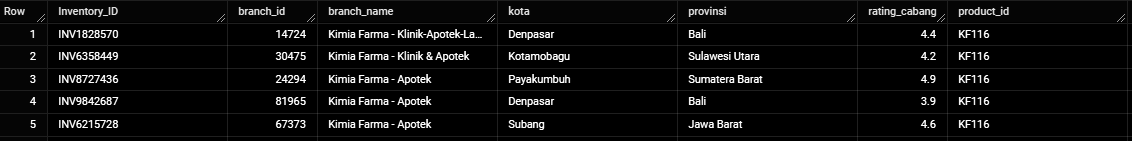 Row Inventory_ID branch_id branch_name kota provinsi rating_cabang product_id
1 INV1828570 14724 Kimia Farma - Klinik-Apotek-La... Denpasar Bali 4.4 KF116
2 INV6358449 30475 Kimia Farma - Klinik & Apotek Kotamobagu Sulawesi Utara 4.2 KF116
3 INV8727436 24294 Kimia Farma - Apotek Payakumbuh Sumatera Barat 4.9 KF116
4 INV9842687 81965 Kimia Farma - Apotek Denpasar Bali 3.9 KF116
5 INV6215728 67373 Kimia Farma - Apotek Subang Jawa Barat 4.6 KF116